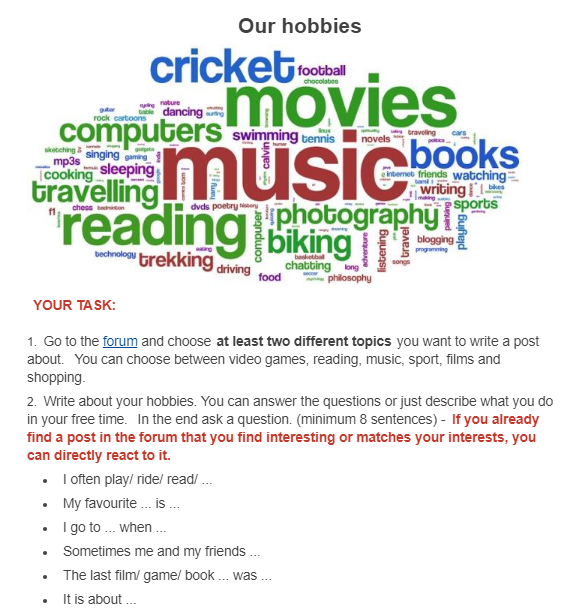 Our hobbies
cricket football
chocolates
guitar cycling nature
movies
table dancing surfing
rock cartoons
computers swimming tennis novels traveling cars
sketching gadgets
mp3s singing gaming
music
calvin
books
internet friends watching
cooking sleeping
travelling
writing bikes
harry
making
f1 chess badminton dvds poetry history
reading
photography
sports
painting
playing
computer
biking
blogging
programming
technology eating
trekking driving
basketball
chatting long
adventure
listening
travel
songs
food soccer philosophy
YOUR TASK:
1. Go to the forum and choose at least two different topics you want to write a post
about. You can choose between video games, reading, music, sport, films and
shopping.
2. Write about your hobbies. You can answer the questions or just describe what you do
in your free time. In the end ask a question. (minimum 8 sentences) - If you already
find a post in the forum that you find interesting or matches your interests, you
can directly react to it.
• I often play/ ride/ read/ ...
• My favourite ... is ...
• I go to ... when ...
• Sometimes me and my friends ...
• The last film/ game/ book ... was ...
• It is about ...